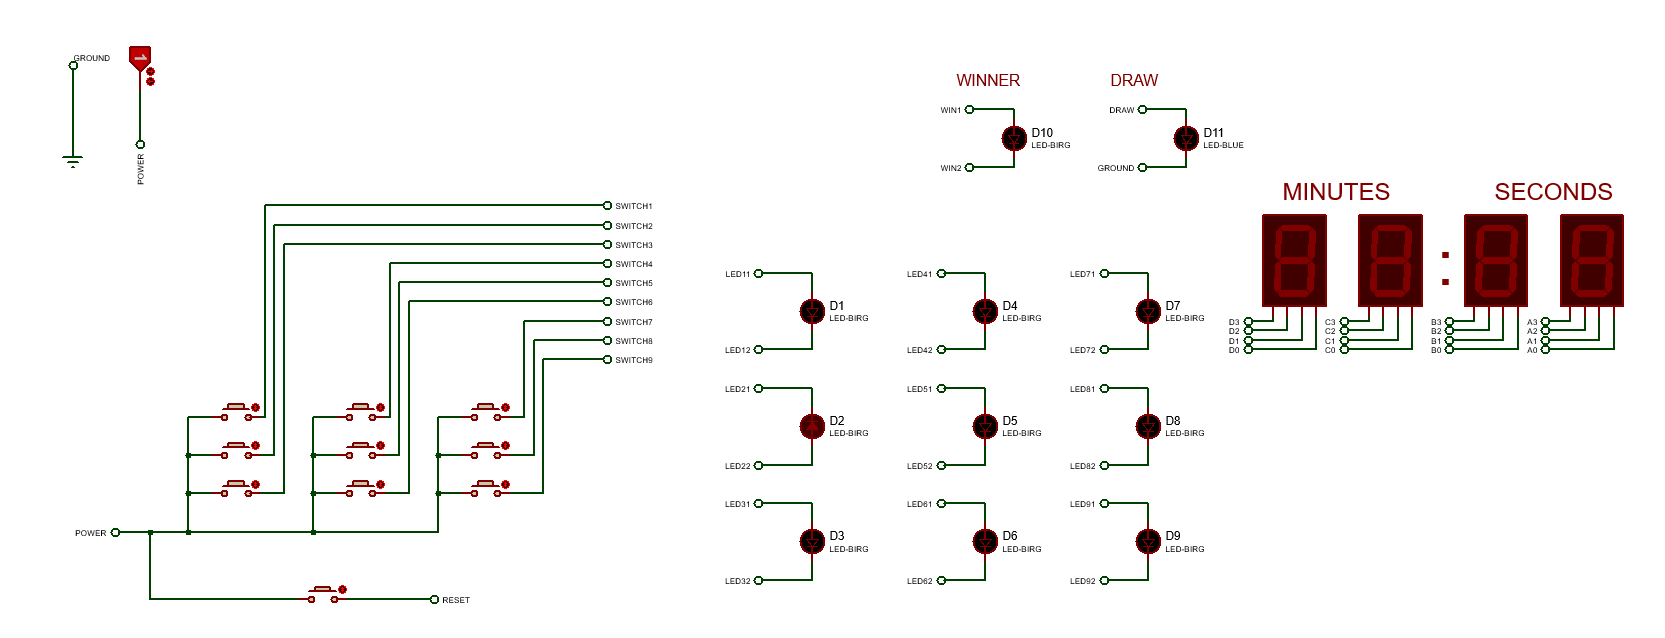 GROUND
POWER
WINNER
DRAW
WIN1
D10
LED-BIRG
WIN2
DRAW
D11
LED-BLUE
GROUND
SWITCH1
SWITCH2
SWITCH3
SWITCH4
SWITCH5
SWITCH6
SWITCH7
SWITCH8
SWITCH9
POWER
RESET
LED11
D1
LED-BIRG
LED12
LED41
D4
LED-BIRG
LED42
LED71
D7
LED-BIRG
LED72
LED21
D2
LED-BIRG
LED22
LED51
D5
LED-BIRG
LED52
LED81
D8
LED-BIRG
LED82
LED31
D3
LED-BIRG
LED32
LED61
D6
LED-BIRG
LED62
LED91
D9
LED-BIRG
LED92
MINUTES
SECONDS
:
D3
D2
D1
D0
C3
C2
C1
C0
B3
B2
B1
B0
A3
A2
A1
A0